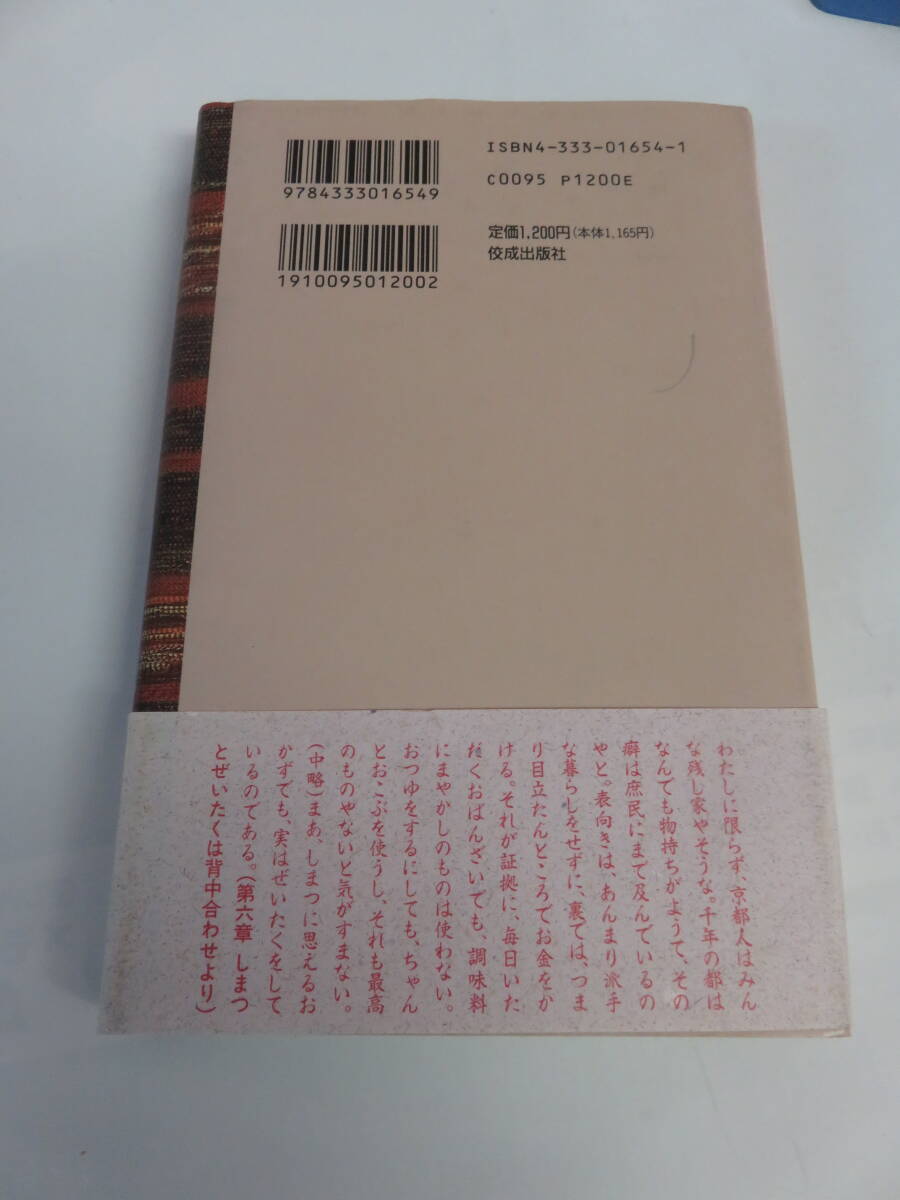 ISBN4-333-01654-1
9784333016549
C0095 P1200E
定価1,200円(本体1,165円)
佼成出版社
1910095012002
わたしに限らず、京都人はみん
な残し家やそうな。千年の都は
なんでも物持ちがようて、その
癖は庶民にまで及んでいるの
やと。表向きは、あんまり派手
な暮らしをせずに、裏では、つま
り目立たんところでお金をか
ける。それが証拠に、毎日いた
だくおばんざいでも、調味料
にまやかしのものは使わない。
おつゆをするにしても、ちゃん
とおこぶを使うし、それも最高
のものやないと気がすまない。
(中略)まあ、しまつに思えるお
かずでも、実はぜいたくをして
いるのである。(第六章 しまつ
とぜいたくは背中合わせより)